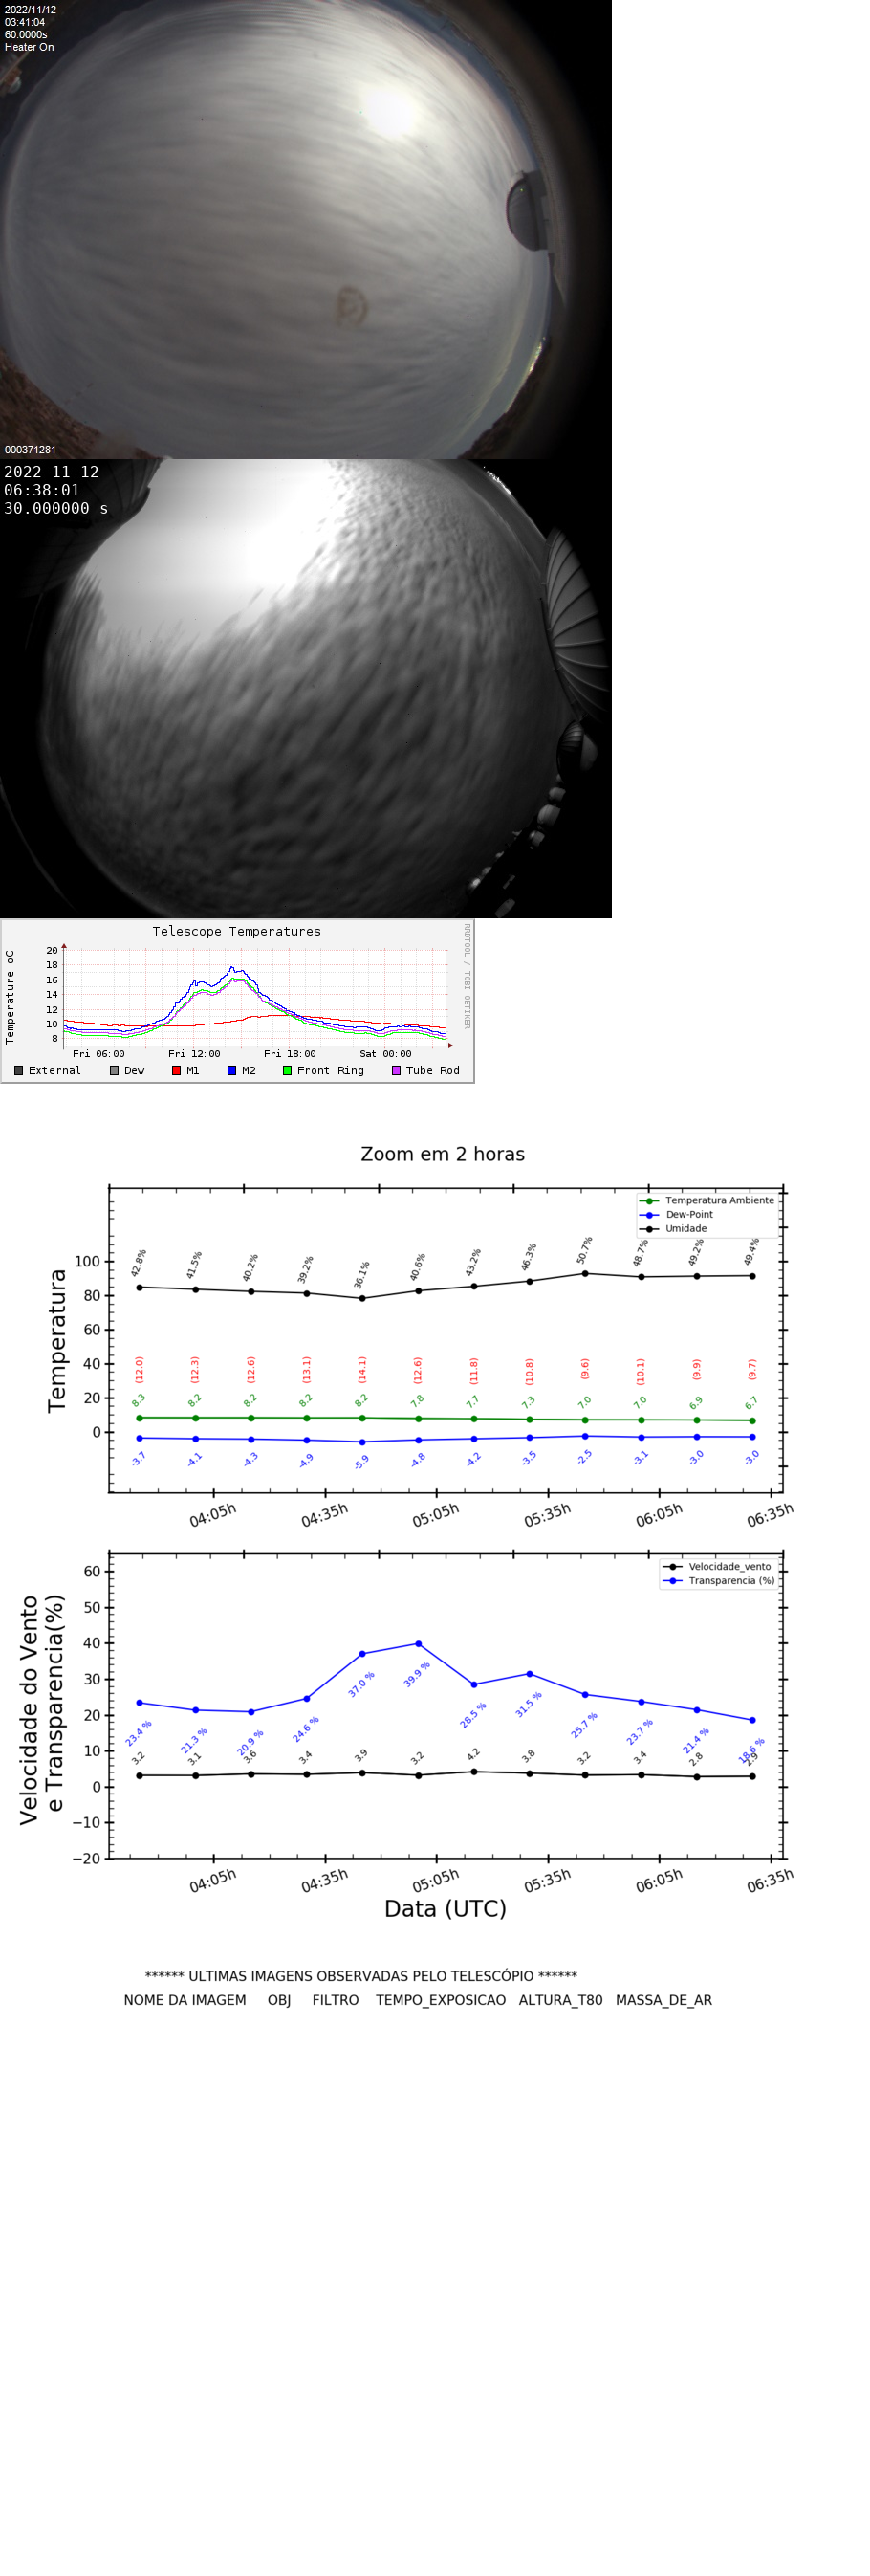 2022/11/12
03:41:04
60.0000s
Heater On
000371281
2022-11-12
06:38:01
30.000000 s
Telescope Temperatures
RRDTOOL / TOBI OETIKER
Temperature oC
20
18
16
14
12
10
8
Fri 06:00 Fri 12:00 Fri 18:00 Sat 00:00
External Dew M1 M2 Front Ring Tube Rod
Zoom em 2 horas
Temperatura Ambiente
Dew-Point
Umidade
Temperatura
100
80
60
40
20
0
42.8% 41.5% 40.2% 39.2% 36.1% 40.6% 43.2% 46.3% 50.7% 48.7% 49.2% 49.4%
(12.0) (12.3) (12.6) (13.1) (14.1) (12.6) (11.8) (10.8) (9.6) (10.1) (9.9) (9.7)
8.3 8.2 8.2 8.2 8.2 7.8 7.7 7.3 7.0 7.0 6.9 6.7
-3.7 -4.1 -4.3 -4.9 -5.9 -4.8 -4.2 -3.5 -2.5 -3.1 -3.0 -3.0
04:05h 04:35h 05:05h 05:35h 06:05h 06:35h
Velocidade_vento
Transparencia (%)
Velocidade do Vento
e Transparencia(%)
60
50
40
30
20
10
0
−10
−20
23.4 % 21.3 % 20.9 % 24.6 % 37.0 % 39.9 % 28.5 % 31.5 % 25.7 % 23.7 % 21.4 % 18.6 %
3.2 3.1 3.6 3.4 3.9 3.2 4.2 3.8 3.2 3.4 2.8 2.9
04:05h 04:35h 05:05h 05:35h 06:05h 06:35h
Data (UTC)
****** ULTIMAS IMAGENS OBSERVADAS PELO TELESCÓPIO ******
NOME DA IMAGEM OBJ FILTRO TEMPO_EXPOSICAO ALTURA_T80 MASSA_DE_AR